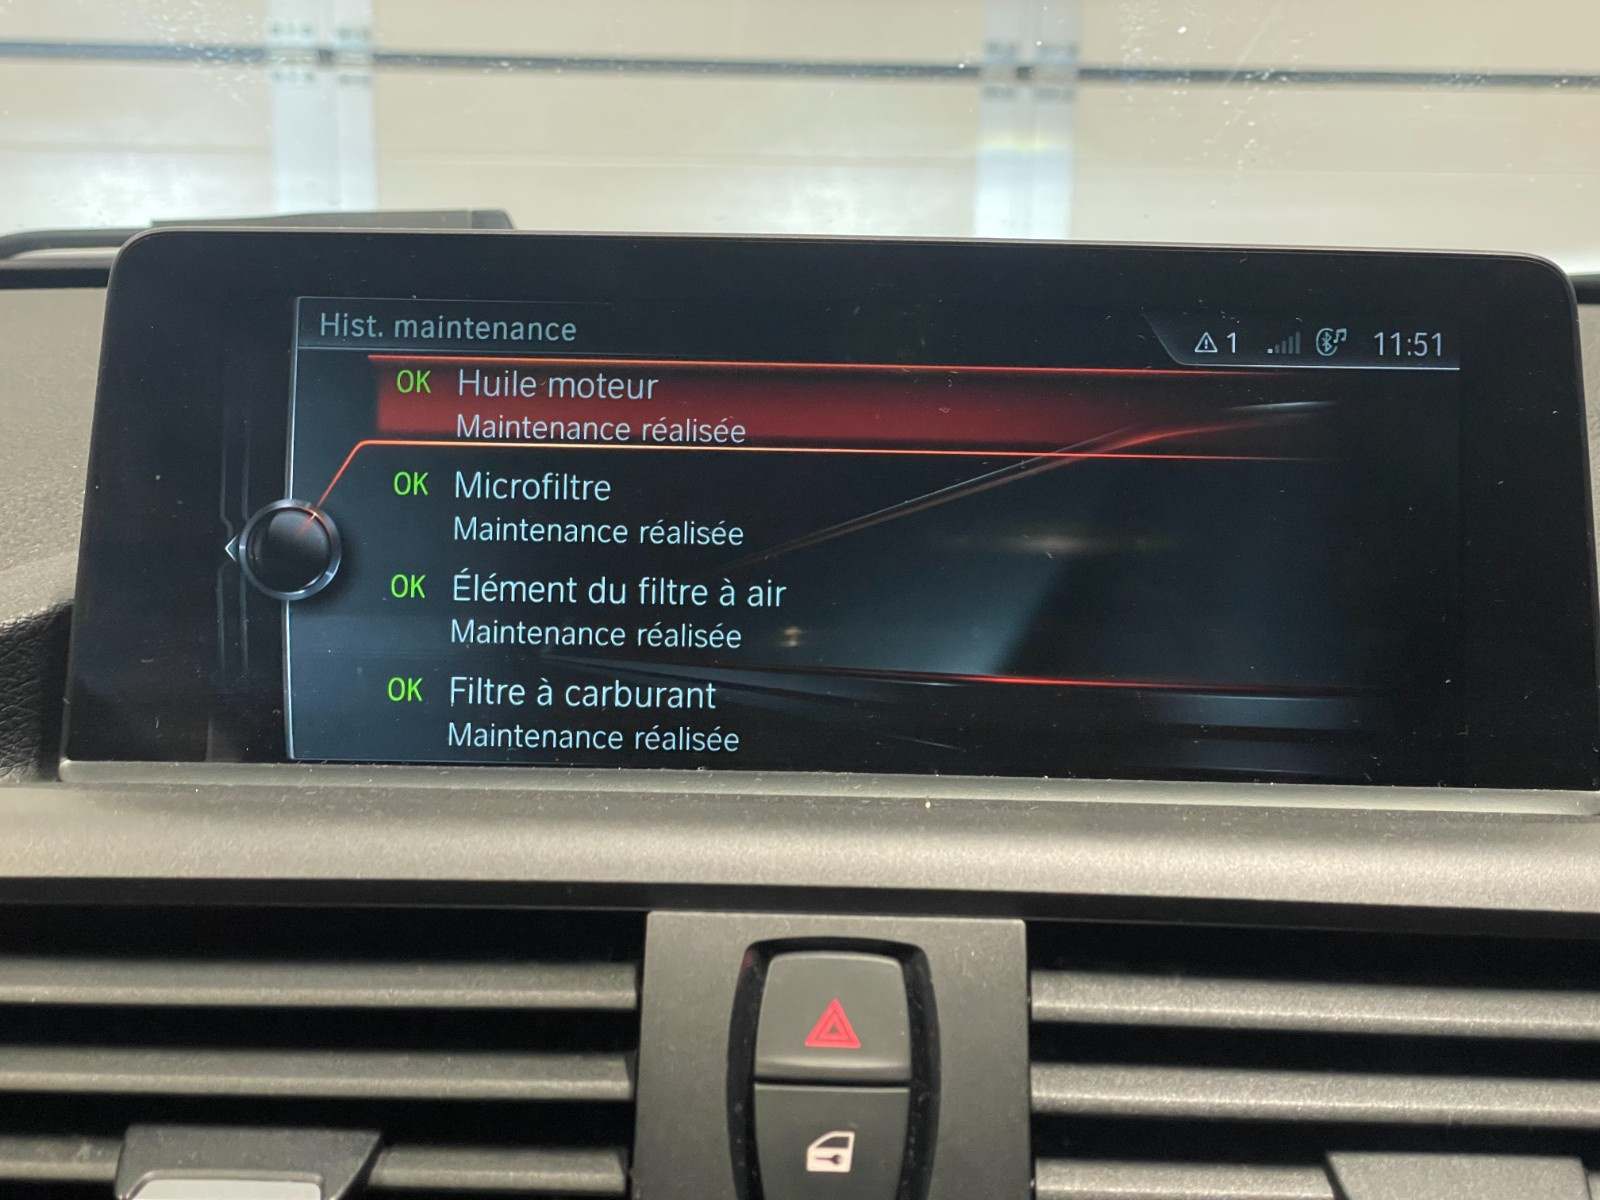 Hist. maintenance
1 11:51
OK Huile moteur
Maintenance réalisée
OK Microfiltre
Maintenance réalisée
OK Élément du filtre à air
Maintenance réalisée
OK Filtre à carburant
Maintenance réalisée